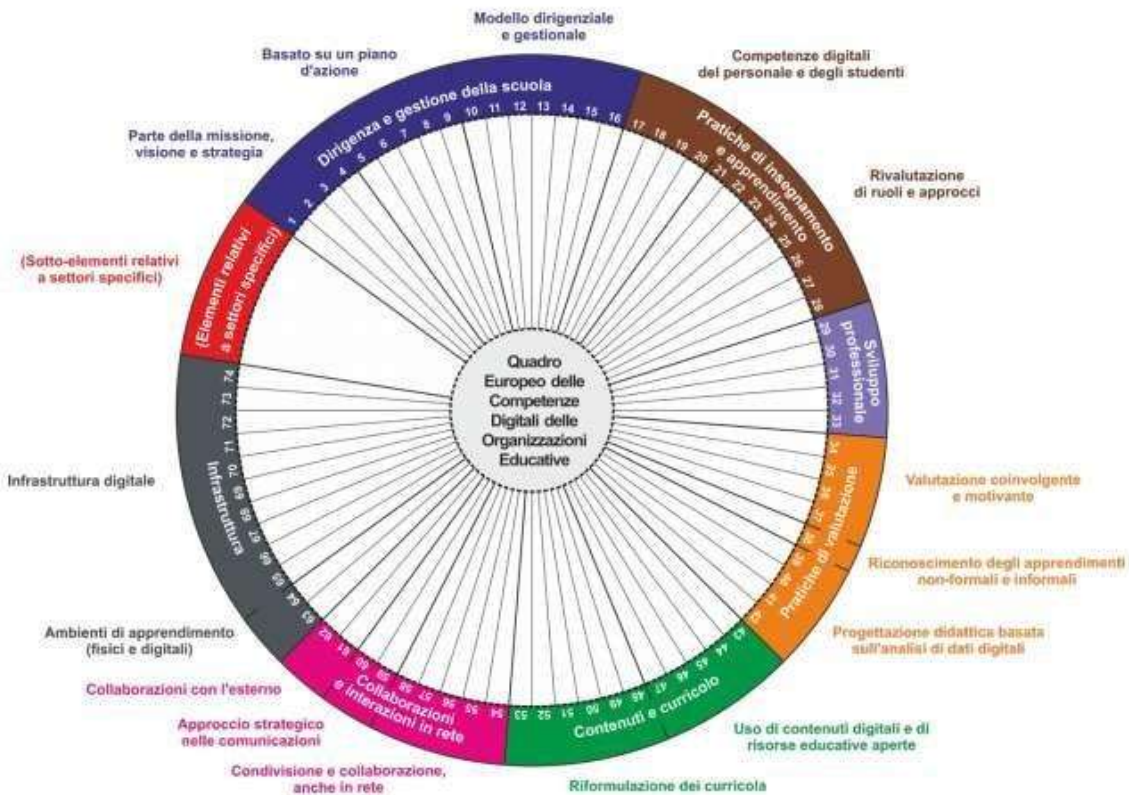 Modello dirigenziale
e gestionale
Basato su un piano
d'azione
Competenze digitali
del personale e degli studenti
Parte della missione,
visione e strategia
Rivalutazione
di ruoli e approcci
(Sotto-elementi relativi
a settori specifici)
Infrastruttura digitale
Valutazione coinvolgente
e motivante
Riconoscimento degli apprendimenti
non-formali e informali
Ambienti di apprendimento
(fisici e digitali)
Progettazione didattica basata
sull'analisi di dati digitali
Collaborazioni con l'esterno
Approccio strategico
nelle comunicazioni
Uso di contenuti digitali e di
risorse educative aperte
Condivisione e collaborazione,
anche in rete
Riformulazione dei curricola
Dirigenza e gestione della scuola
Pratiche di insegnamento
e apprendimento
Sviluppo
professionale
Pratiche di valutazione
Contenuti e curricolo
Collaborazioni
e interazioni in rete
Infrastruttura
(Elementi relativi
a settori specifici)
1 2 3 4 5 6 7 8 9 10 11 12 13 14 15 16
17 18 19 20 21 22 23 24 25 26 27 28
29 30 31 32 33
34 35 36 37 38 39 40 41 42
43 44 45 46 47 48 49 50 51 52 53
54 55 56 57 58 59 60 61 62
63 64 65 66 67 68 69 70 71 72 73 74
Quadro
Europeo delle
Competenze
Digitali delle
Organizzazioni
Educative